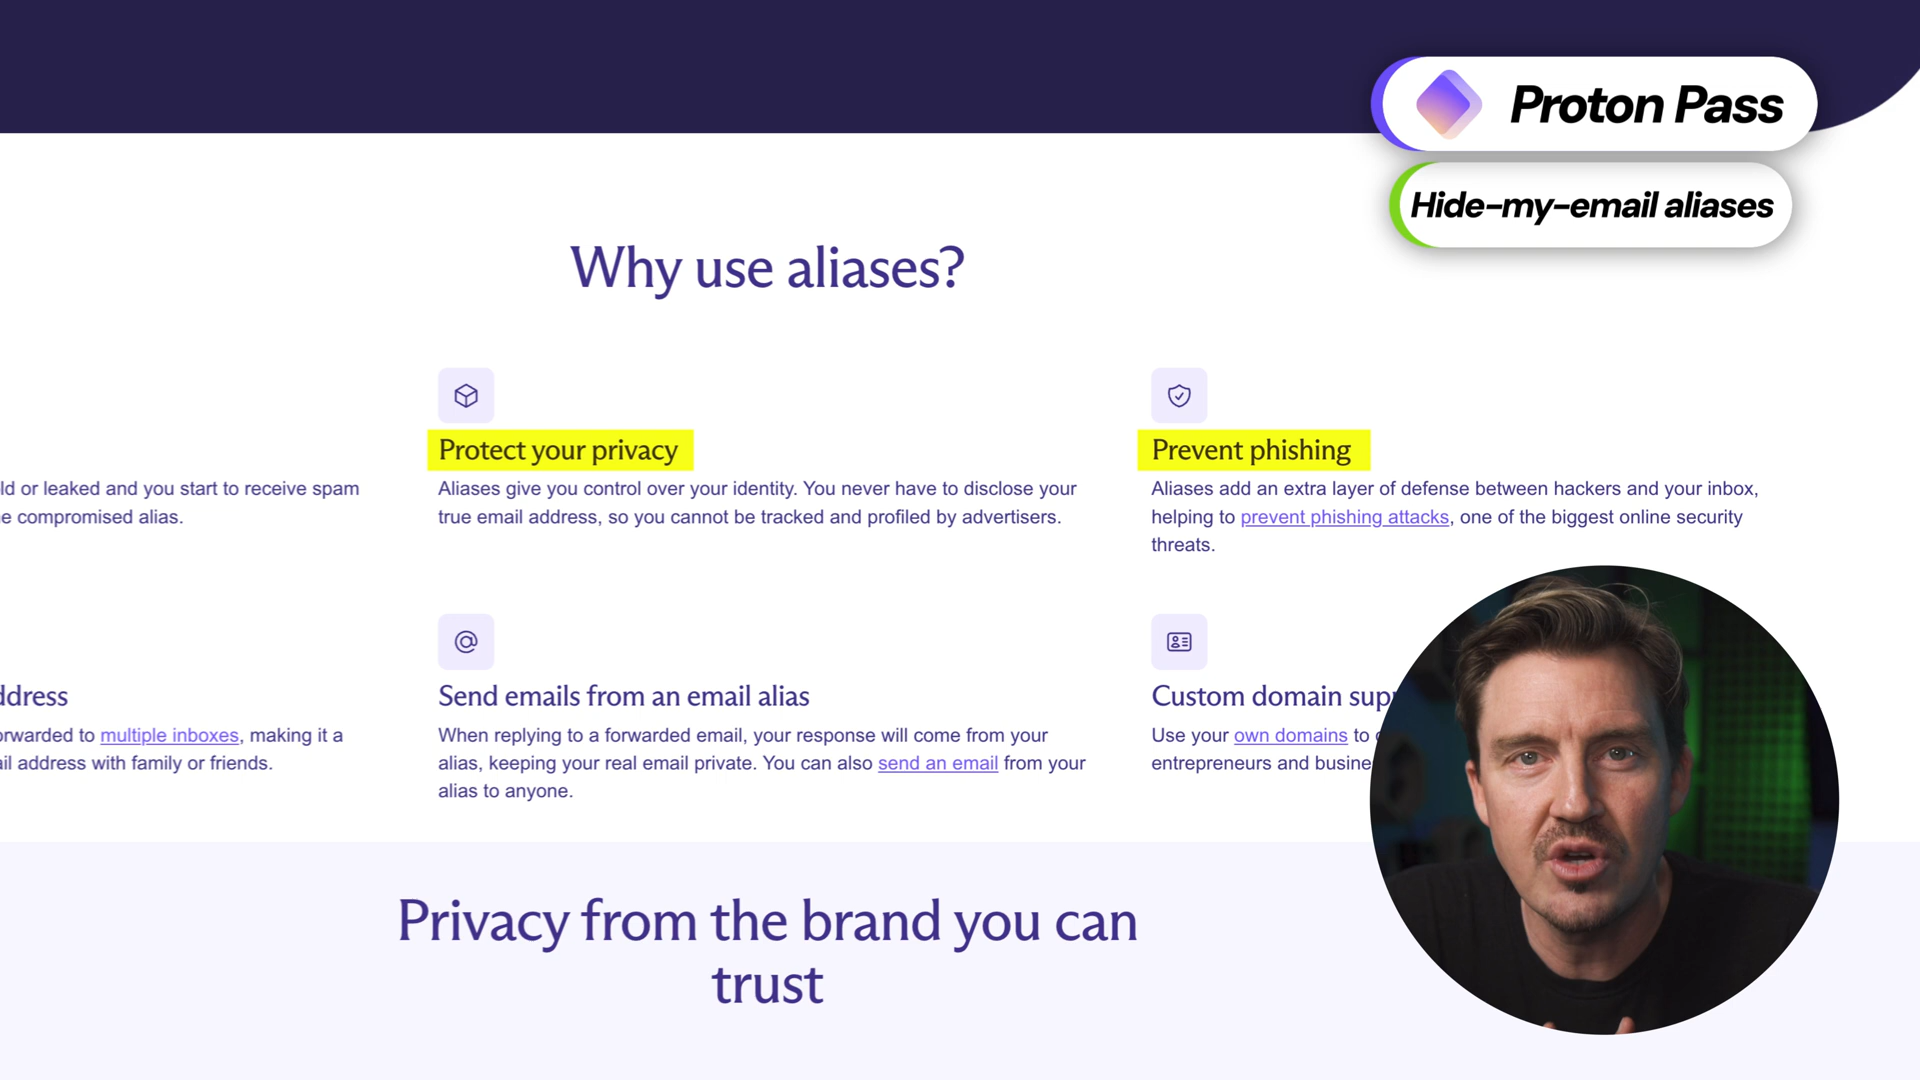 Proton Pass
Hide-my-email aliases
Why use aliases?
ld or leaked and you start to receive spam
e compromised alias.
Protect your privacy
Aliases give you control over your identity. You never have to disclose your
true email address, so you cannot be tracked and profiled by advertisers.
Prevent phishing
Aliases add an extra layer of defense between hackers and your inbox,
helping to prevent phishing attacks, one of the biggest online security
threats.
ddress
orwarded to multiple inboxes, making it a
il address with family or friends.
Send emails from an email alias
When replying to a forwarded email, your response will come from your
alias, keeping your real email private. You can also send an email from your
alias to anyone.
Custom domain sup
Use your own domains to
entrepreneurs and busine
Privacy from the brand you can
trust